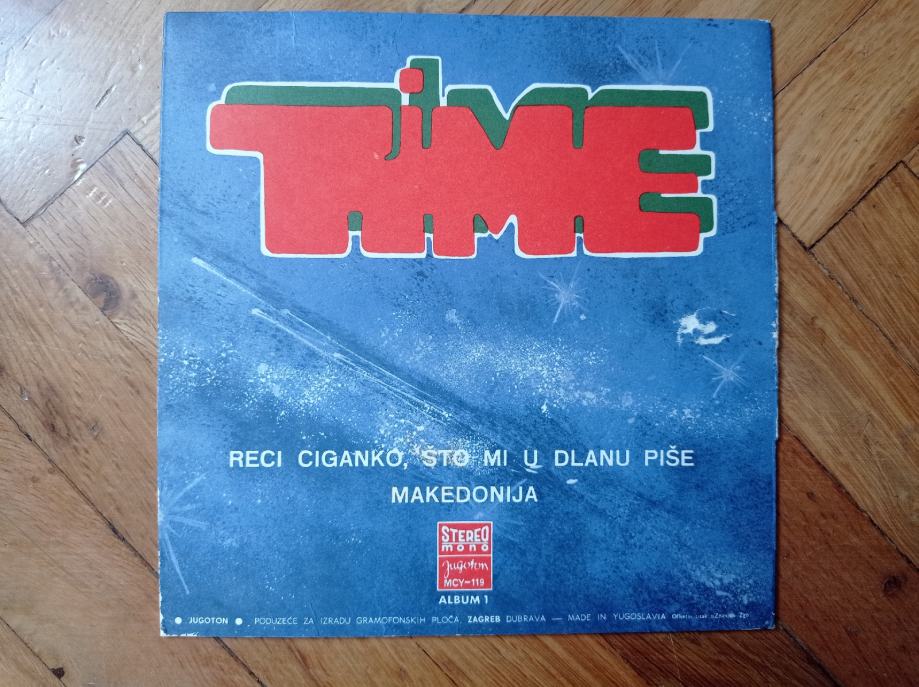 TIME
RECI CIGANKO, ŠTO MI U DLANU PIŠE
MAKEDONIJA
STEREO
mono
Jugoton
MCY-119
ALBUM 1
● JUGOTON ● PODUZEĆE ZA IZRADU GRAMOFONSKIH PLOČA ZAGREB DUBRAVA — MADE IN YUGOSLAVIA